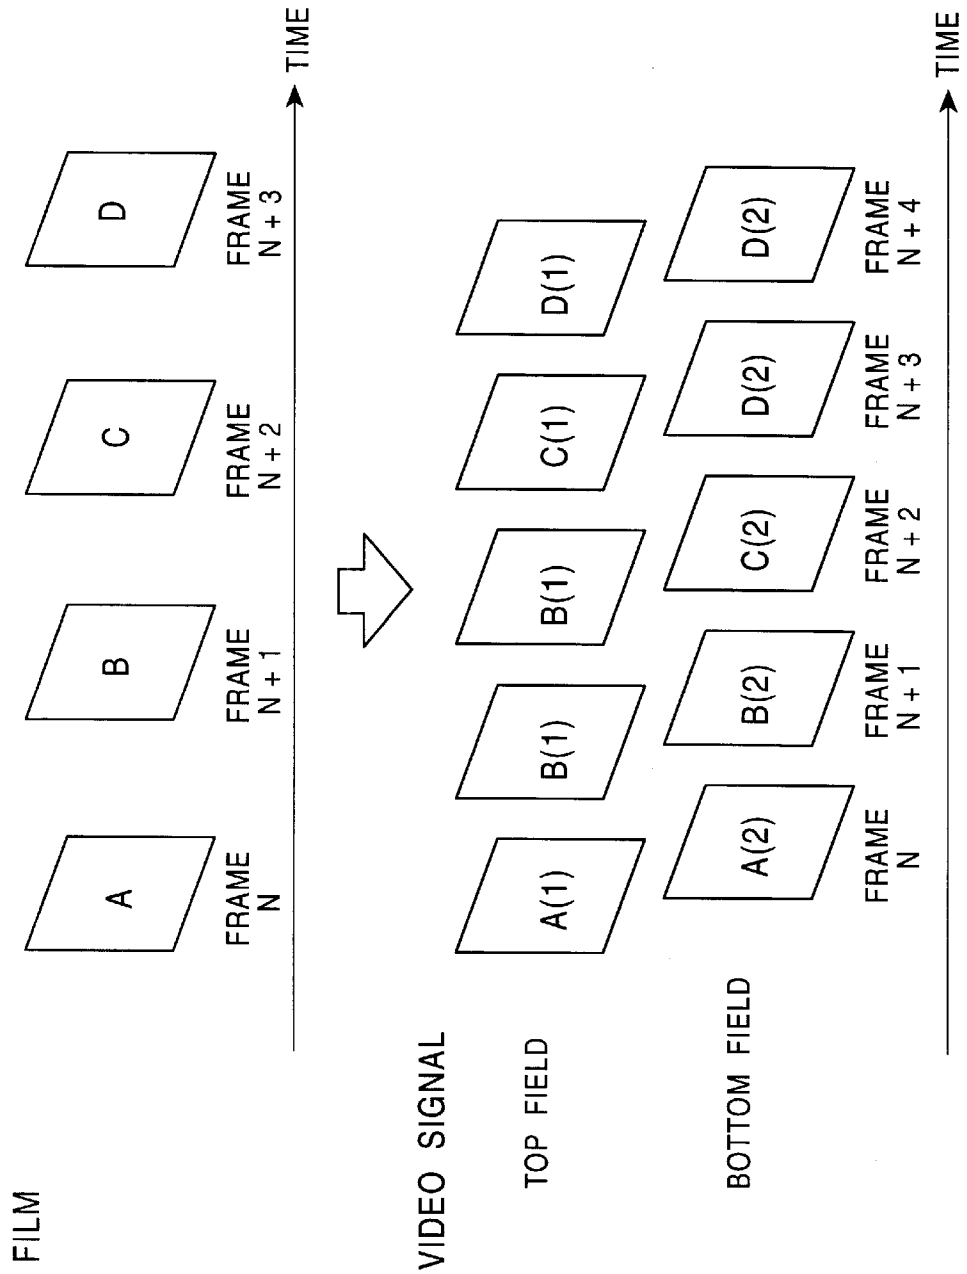 FILM
A
B
C
D
FRAME
N
FRAME
N + 1
FRAME
N + 2
FRAME
N + 3
TIME
VIDEO SIGNAL
TOP FIELD
A(1)
B(1)
B(1)
C(1)
D(1)
BOTTOM FIELD
A(2)
B(2)
C(2)
D(2)
D(2)
FRAME
N
FRAME
N + 1
FRAME
N + 2
FRAME
N + 3
FRAME
N + 4
TIME